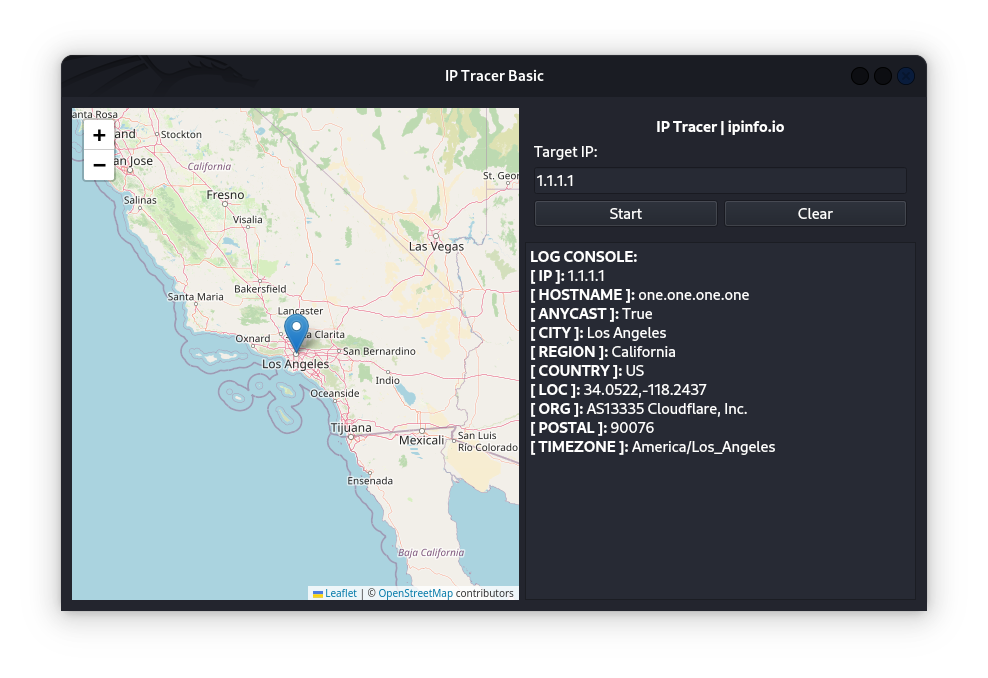 IP Tracer Basic
anta Rosa
and
+
Stockton
an Jose
−
California
Salinas
Fresno
Visalia
St. Geor
Las Vegas
Bakersfield
Santa Maria
Lancaster
Clarita
Oxnard
San Bernardino
Los Angeles
Indio
Oceanside
Tijuana
Mexicali
San Luis
Río Colorado
Ensenada
Baja California
Leaflet | © OpenStreetMap contributors
IP Tracer | ipinfo.io
Target IP:
1.1.1.1
Start Clear
LOG CONSOLE:
[ IP ]: 1.1.1.1
[ HOSTNAME ]: one.one.one.one
[ ANYCAST ]: True
[ CITY ]: Los Angeles
[ REGION ]: California
[ COUNTRY ]: US
[ LOC ]: 34.0522,-118.2437
[ ORG ]: AS13335 Cloudflare, Inc.
[ POSTAL ]: 90076
[ TIMEZONE ]: America/Los_Angeles